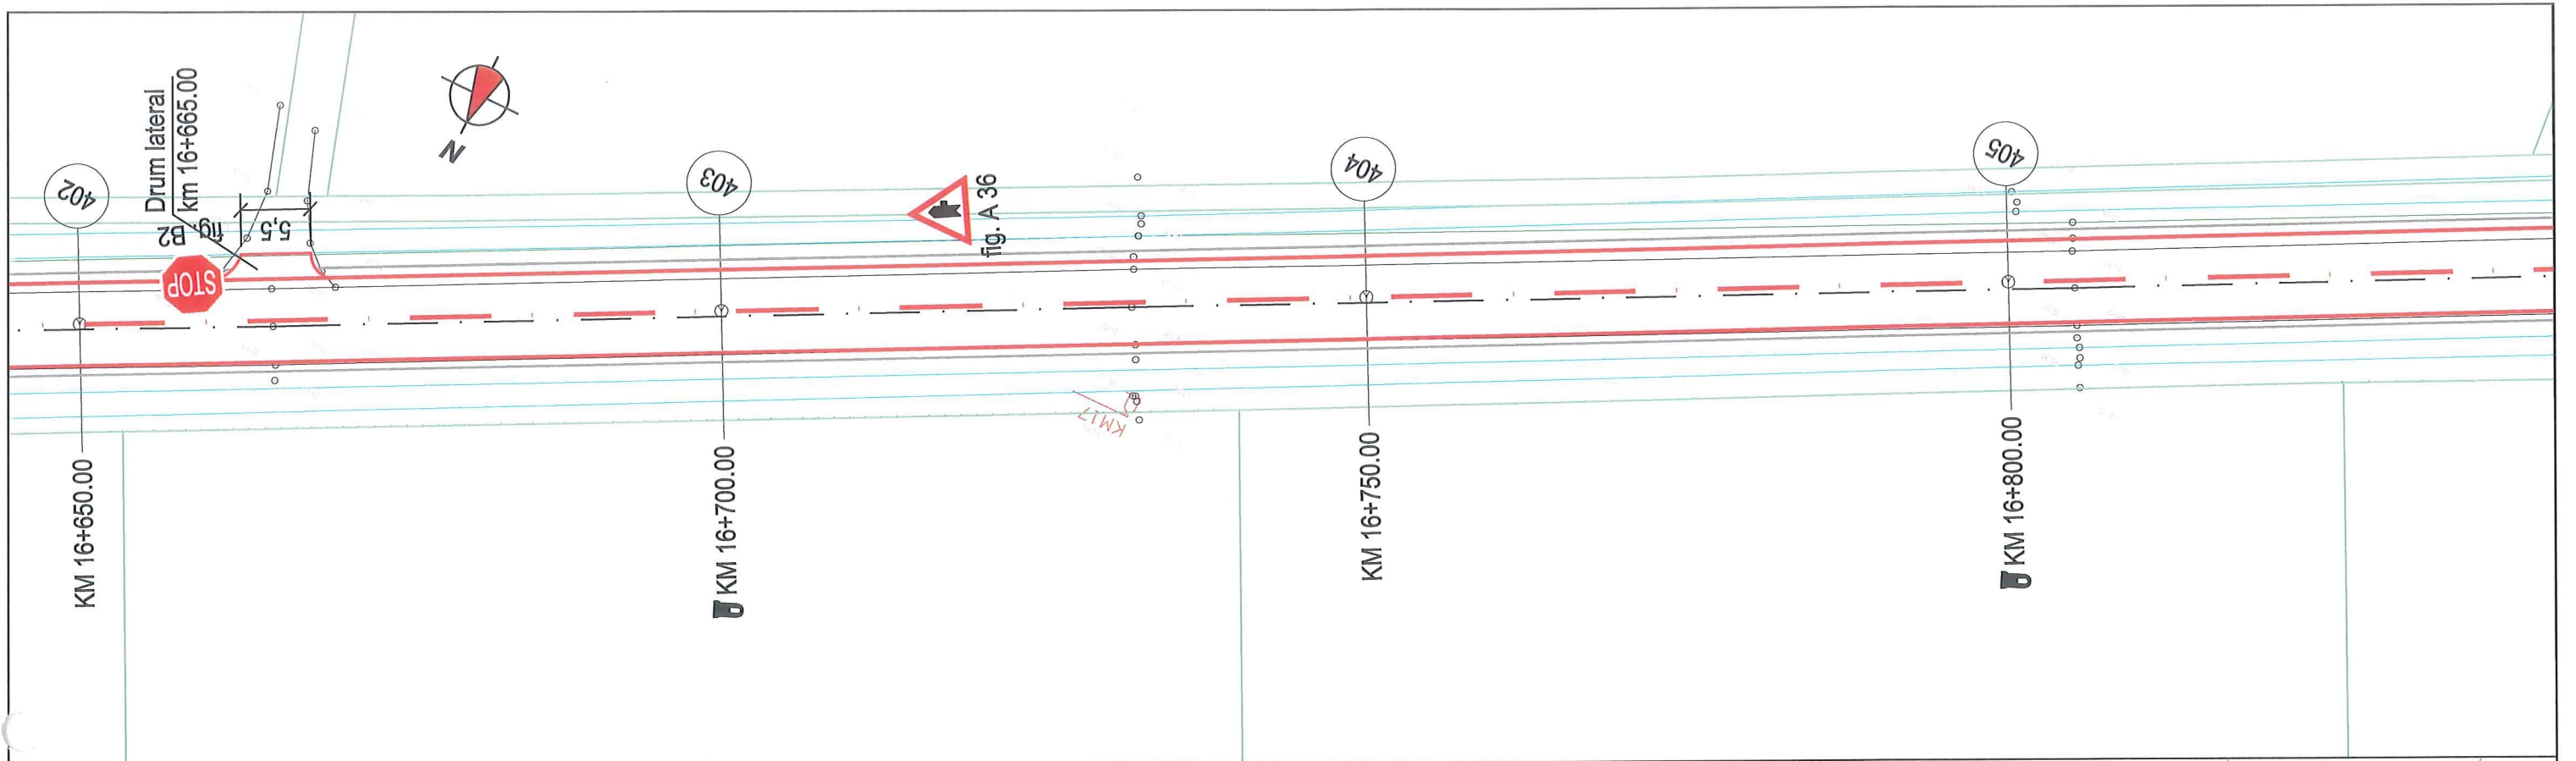 402
Drum lateral
km 16+665.00
fig. B2
5,5
STOP
N
403
fig. A 36
404
405
KM17
KM 16+650.00
KM 16+700.00
KM 16+750.00
KM 16+800.00